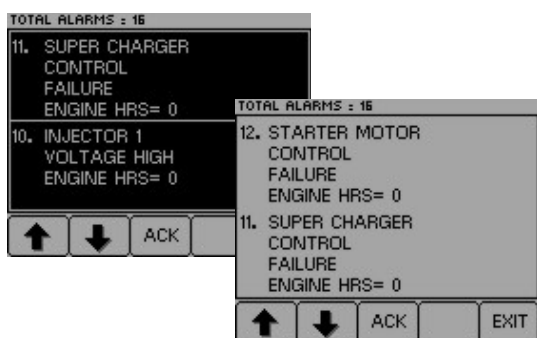 TOTAL ALARMS : 16
11. SUPER CHARGER
CONTROL
FAILURE
ENGINE HRS= 0
10. INJECTOR 1
VOLTAGE HIGH
ENGINE HRS= 0
ACK
TOTAL ALARMS : 16
12. STARTER MOTOR
CONTROL
FAILURE
ENGINE HRS= 0
11. SUPER CHARGER
CONTROL
FAILURE
ENGINE HRS= 0
ACK EXIT